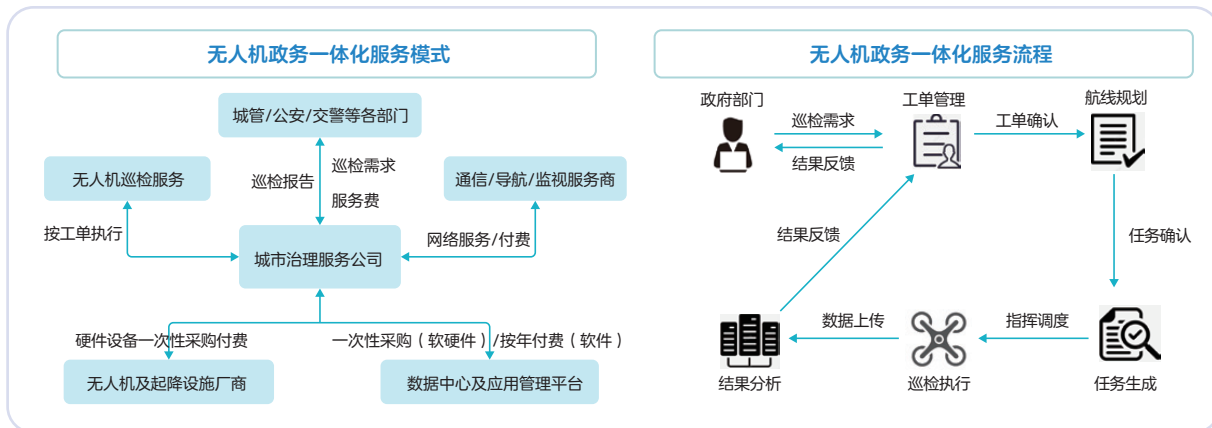 无人机政务一体化服务模式
城管/公安/交警等各部门
无人机巡检服务
巡检报告
巡检需求
服务费
通信/导航/监视服务商
按工单执行
城市治理服务公司
网络服务/付费
硬件设备一次性采购付费
一次性采购（软硬件）/按年付费（软件）
无人机及起降设施厂商
数据中心及应用管理平台
无人机政务一体化服务流程
政府部门
巡检需求
结果反馈
工单管理
工单确认
航线规划
结果反馈
任务确认
数据上传
指挥调度
结果分析
巡检执行
任务生成